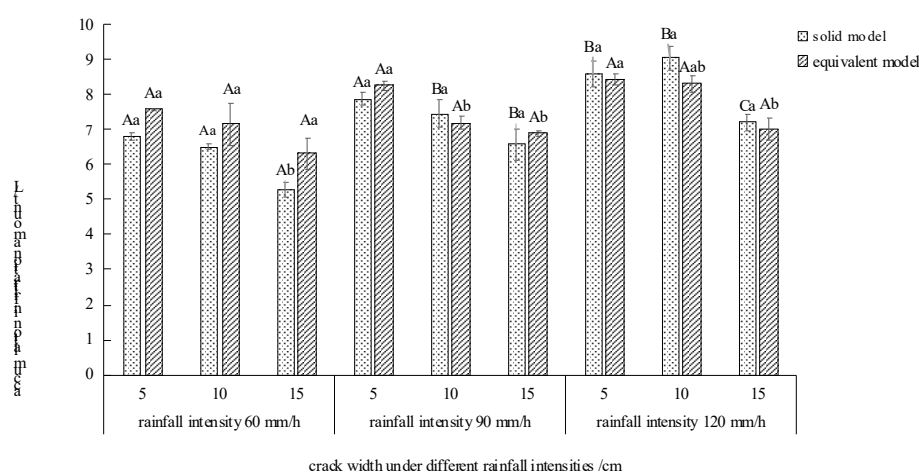 10
9
8
7
6
5
4
3
2
1
0
accumulation infiltration amount/L
Aa Aa Aa Aa Ab Aa Aa Aa Ba Ab Ba Ab Ba Aa Ba Aab Ca Ab
solid model
equivalent model
5 10 15 5 10 15 5 10 15
rainfall intensity 60 mm/h rainfall intensity 90 mm/h rainfall intensity 120 mm/h
crack width under different rainfall intensities /cm